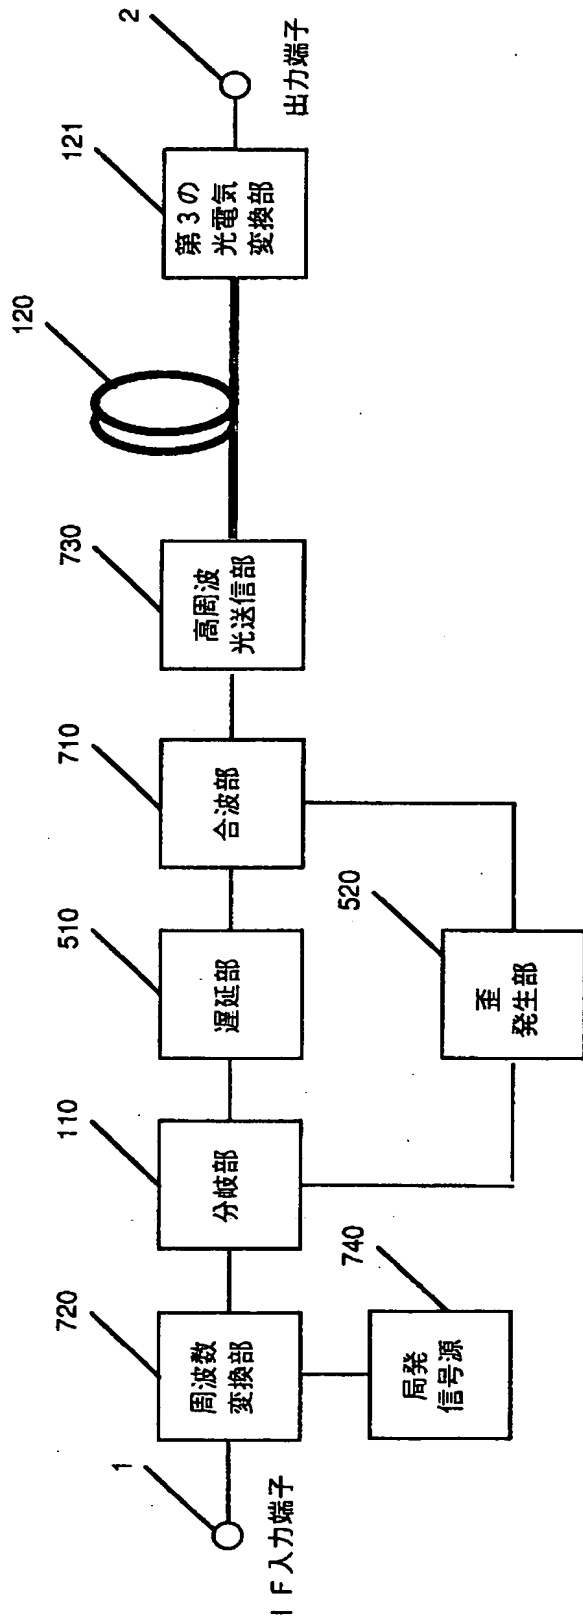 1
IF入力端子
720
周波数
変換部
740
局発
信号源
110
分岐部
510
遅延部
520
歪
発生部
710
合波部
730
高周波
光送信部
120
121
第3の
光電気
変換部
2
出力端子